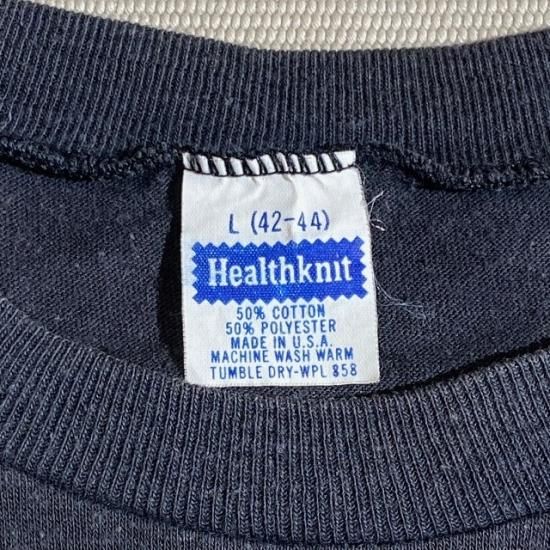 L (42-44)
Healthknit
50% COTTON
50% POLYESTER
MADE IN U.S.A.
MACHINE WASH WARM
TUMBLE DRY-WPL 858